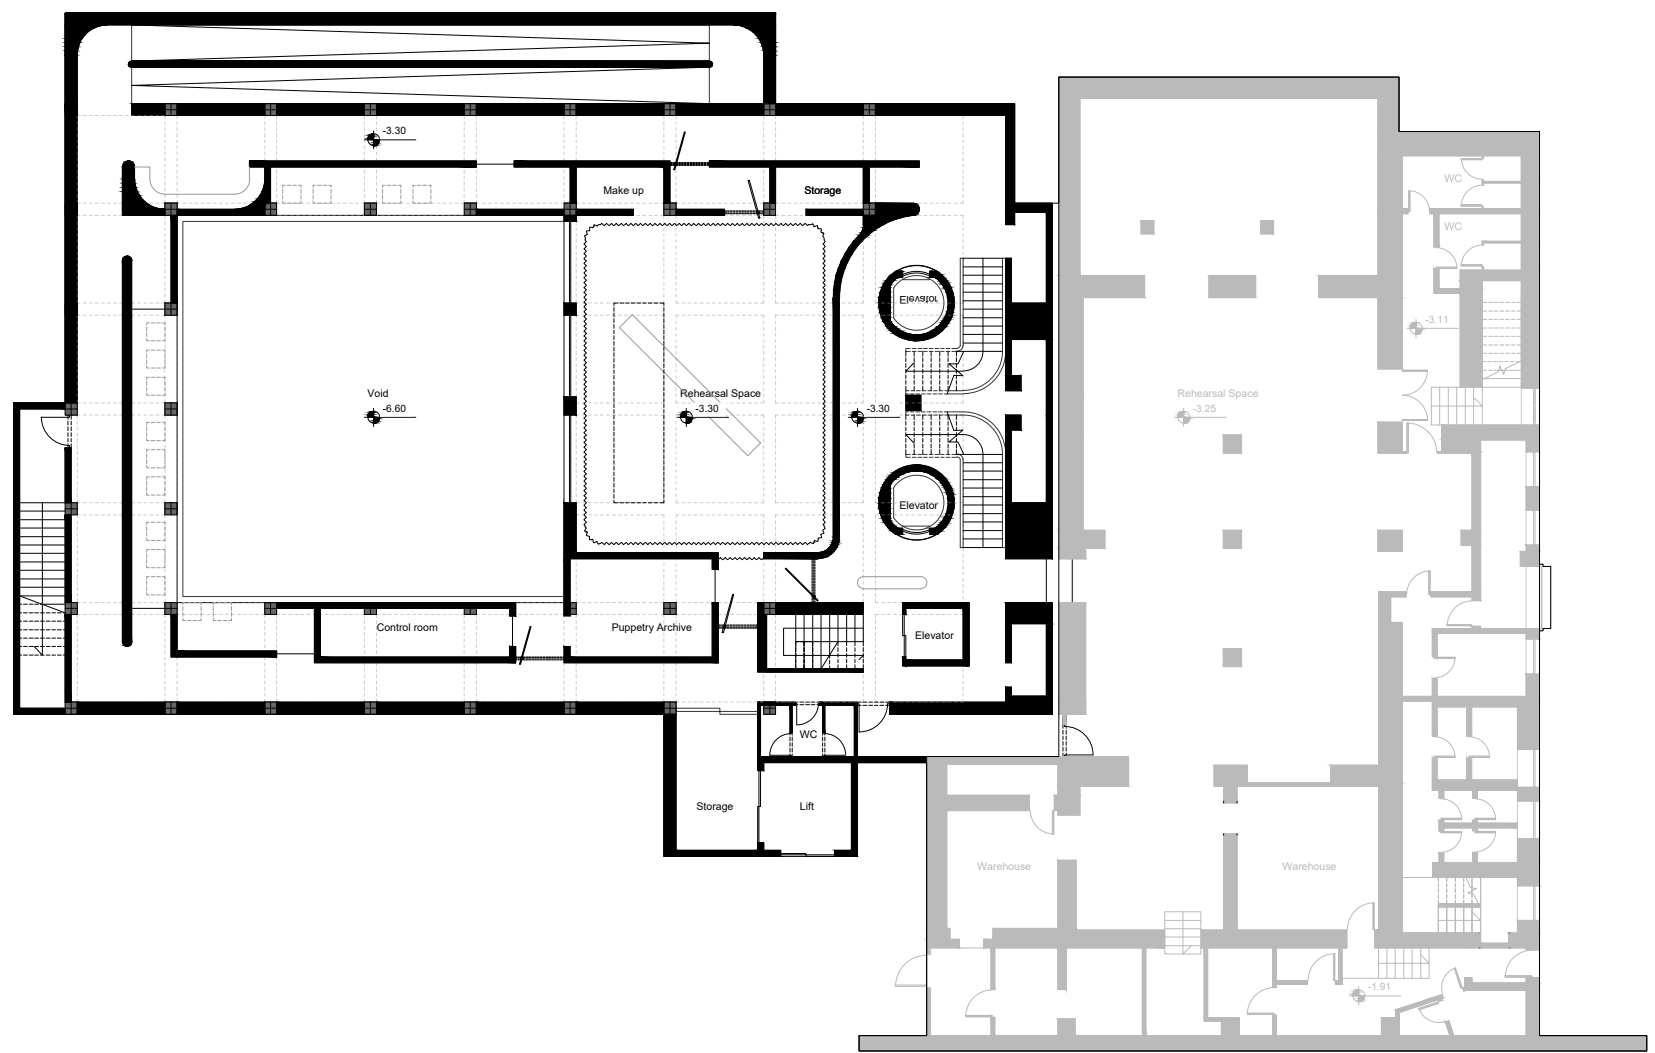 -3.30
WC
Make up
Storage
WC
Elevator
-3.11
Void
Rehearsal Space
Rehearsal Space
-6.60
-3.30
-3.30
-3.25
Elevator
Control room
Puppetry Archive
Elevator
WC
Storage
Lift
Warehouse
Warehouse
-1.91